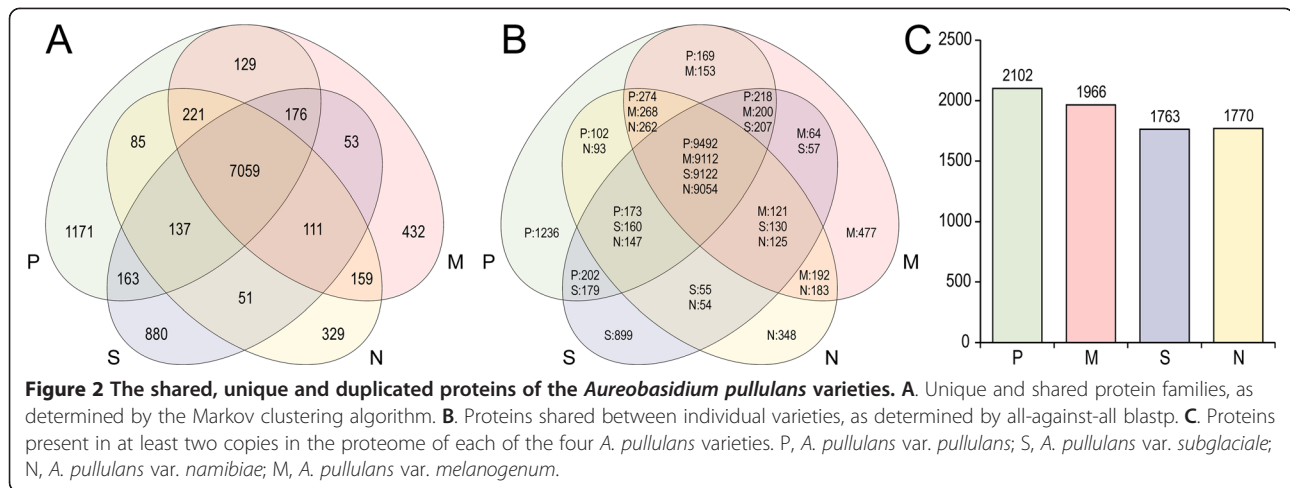 A
129
221
176
85
53
7059
1171
137
111
432
P
M
163
159
51
880
329
S
N
B
P:169
M:153
P:274
M:268
N:262
P:218
M:200
S:207
P:102
N:93
M:64
S:57
P:9492
M:9112
S:9122
N:9054
P:173
S:160
N:147
M:121
S:130
N:125
P:1236
M:477
P
M
P:202
S:179
M:192
N:183
S:55
N:54
S:899
N:348
S
N
C
2500
2000
1500
1000
500
0
2102
1966
1763
1770
P
M
S
N
Figure 2 The shared, unique and duplicated proteins of the Aureobasidium pullulans varieties. A. Unique and shared protein families, as
determined by the Markov clustering algorithm. B. Proteins shared between individual varieties, as determined by all-against-all blastp. C. Proteins
present in at least two copies in the proteome of each of the four A. pullulans varieties. P, A. pullulans var. pullulans; S, A. pullulans var. subglaciale;
N, A. pullulans var. namibiae; M, A. pullulans var. melanogenum.